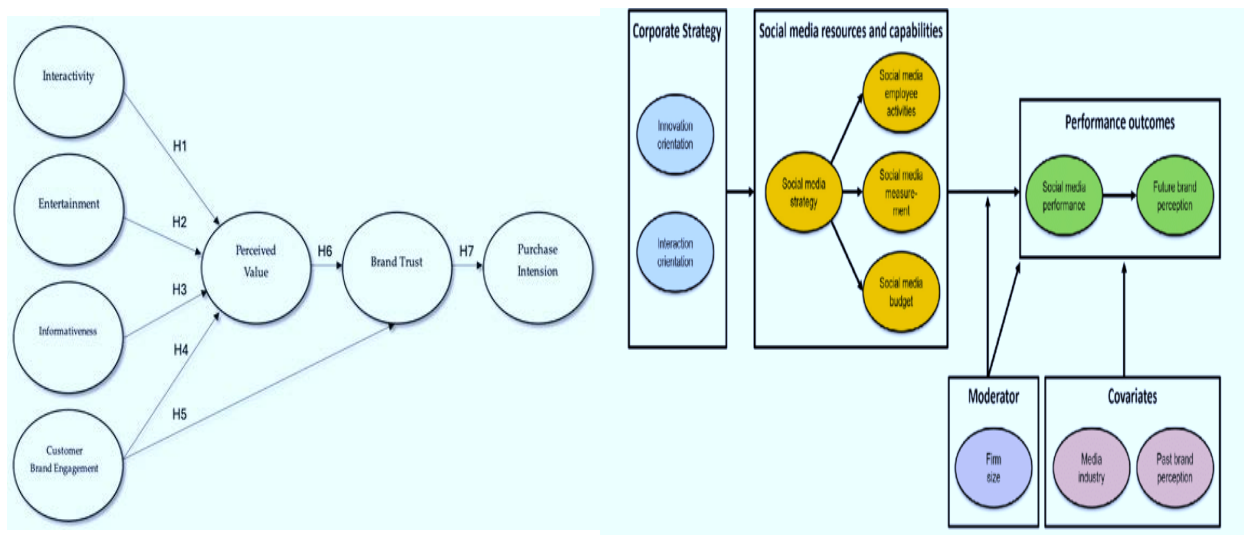 Interactivity
H1
Entertainment
H2
Perceived
Value
H6
Brand Trust
H7
Purchase
Intension
Informativeness
H3
H4
H5
Customer
Brand Engagement
Corporate Strategy
Innovation
orientation
Interaction
orientation
Social media resources and capabilities
Social media
strategy
Social media
employee
activities
Social media
measure-
ment
Social media
budget
Performance outcomes
Social media
performance
Future brand
perception
Moderator
Firm
size
Covariates
Media
industry
Past brand
perception